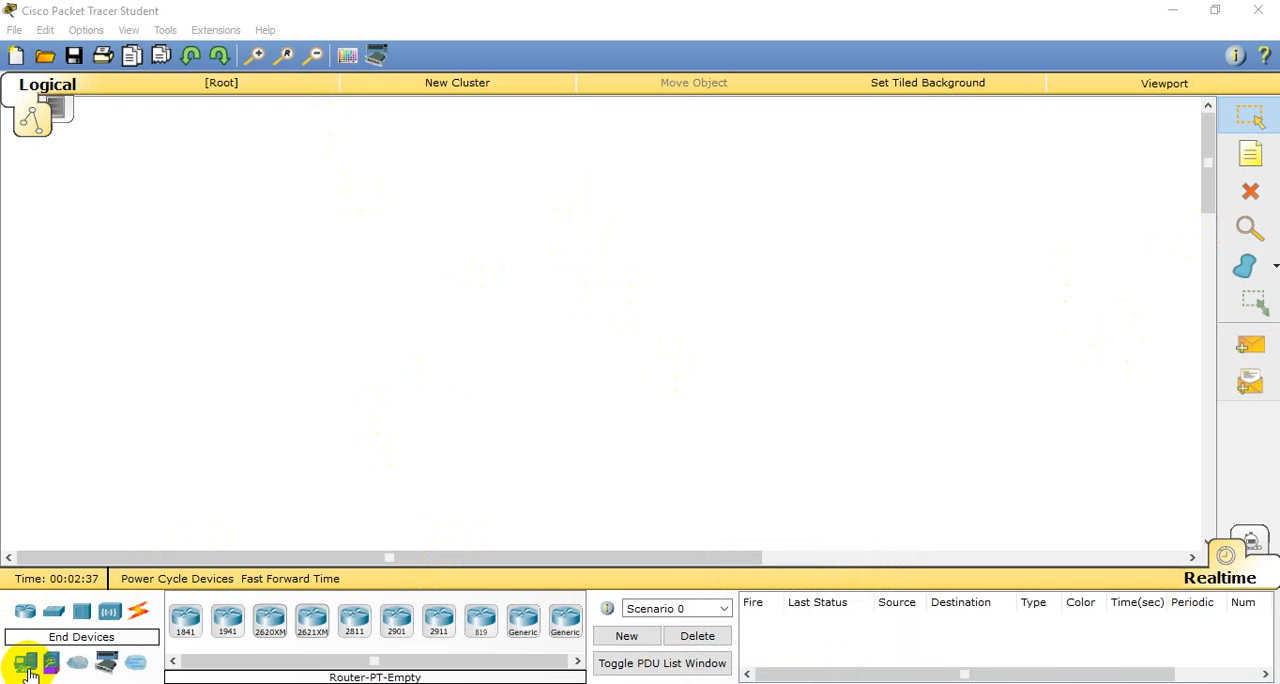 Cisco Packet Tracer Student
File Edit Options View Tools Extensions Help
Logical [Root] New Cluster Move Object Set Tiled Background Viewport
Time: 00:02:37 Power Cycle Devices Fast Forward Time Realtime
End Devices
1841 1941 2620XM 2621XM 2811 2901 2911 819 Generic Generic
Router-PT-Empty
Scenario 0
New Delete
Toggle PDU List Window
Fire Last Status Source Destination Type Color Time(sec) Periodic Num